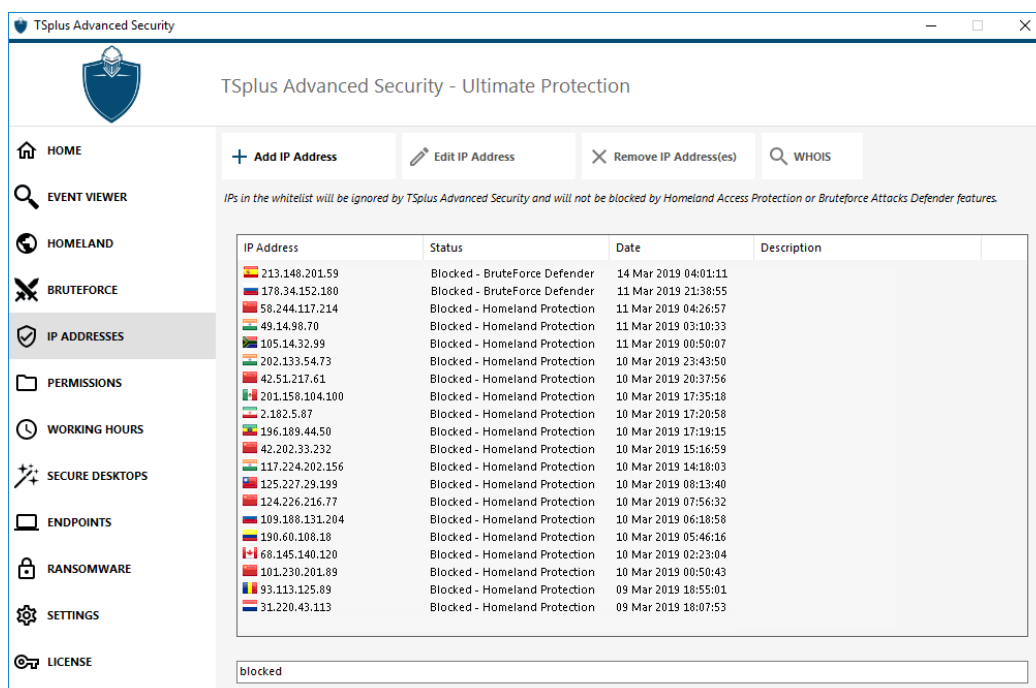 TSplus Advanced Security
TSplus Advanced Security - Ultimate Protection
HOME
EVENT VIEWER
HOMELAND
BRUTEFORCE
IP ADDRESSES
PERMISSIONS
WORKING HOURS
SECURE DESKTOPS
ENDPOINTS
RANSOMWARE
SETTINGS
LICENSE
Add IP Address Edit IP Address Remove IP Address(es) WHOIS
IPs in the whitelist will be ignored by TSplus Advanced Security and will not be blocked by Homeland Access Protection or Bruteforce Attacks Defender features.
IP Address Status Date Description
213.148.201.59 Blocked - BruteForce Defender 14 Mar 2019 04:01:11
178.34.152.180 Blocked - BruteForce Defender 11 Mar 2019 21:38:55
58.244.117.214 Blocked - Homeland Protection 11 Mar 2019 04:26:57
49.14.98.70 Blocked - Homeland Protection 11 Mar 2019 03:10:33
105.14.32.99 Blocked - Homeland Protection 11 Mar 2019 00:50:07
202.133.54.73 Blocked - Homeland Protection 10 Mar 2019 23:43:50
42.51.217.61 Blocked - Homeland Protection 10 Mar 2019 20:37:56
201.158.104.100 Blocked - Homeland Protection 10 Mar 2019 17:35:18
2.182.5.87 Blocked - Homeland Protection 10 Mar 2019 17:20:58
196.189.44.50 Blocked - Homeland Protection 10 Mar 2019 17:19:15
42.202.33.232 Blocked - Homeland Protection 10 Mar 2019 15:16:59
117.224.202.156 Blocked - Homeland Protection 10 Mar 2019 14:18:03
125.227.29.199 Blocked - Homeland Protection 10 Mar 2019 08:13:40
124.226.216.77 Blocked - Homeland Protection 10 Mar 2019 07:56:32
109.188.131.204 Blocked - Homeland Protection 10 Mar 2019 06:18:58
190.60.108.18 Blocked - Homeland Protection 10 Mar 2019 05:46:16
68.145.140.120 Blocked - Homeland Protection 10 Mar 2019 02:23:04
101.230.201.89 Blocked - Homeland Protection 10 Mar 2019 00:50:43
93.113.125.89 Blocked - Homeland Protection 09 Mar 2019 18:55:01
31.220.43.113 Blocked - Homeland Protection 09 Mar 2019 18:07:53
blocked